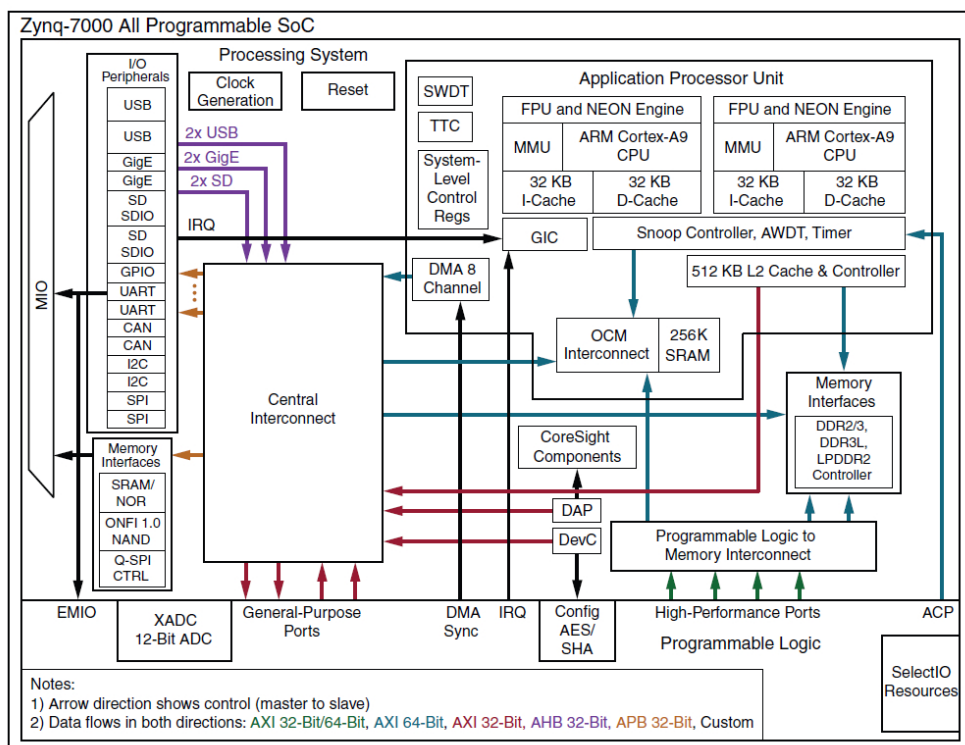 Zynq-7000 All Programmable SoC
I/O
Peripherals
USB
USB
GigE
GigE
SD
SDIO
SD
SDIO
GPIO
UART
UART
CAN
CAN
I2C
I2C
SPI
SPI
MIO
Memory
Interfaces
SRAM/
NOR
ONFI 1.0
NAND
Q-SPI
CTRL
Processing System
Clock
Generation
Reset
2x USB
2x GigE
2x SD
IRQ
Central
Interconnect
SWDT
TTC
System-
Level
Control
Regs
Application Processor Unit
FPU and NEON Engine
MMU
ARM Cortex-A9
CPU
32 KB
I-Cache
32 KB
D-Cache
FPU and NEON Engine
MMU
ARM Cortex-A9
CPU
32 KB
I-Cache
32 KB
D-Cache
GIC
Snoop Controller, AWDT, Timer
DMA 8
Channel
512 KB L2 Cache & Controller
OCM
Interconnect
256K
SRAM
Memory
Interfaces
DDR2/3,
DDR3L,
LPDDR2
Controller
CoreSight
Components
DAP
DevC
Programmable Logic to
Memory Interconnect
EMIO
XADC
12-Bit ADC
General-Purpose
Ports
DMA
Sync
IRQ
Config
AES/
SHA
High-Performance Ports
ACP
Programmable Logic
SelectIO
Resources
Notes:
1) Arrow direction shows control (master to slave)
2) Data flows in both directions: AXI 32-Bit/64-Bit, AXI 64-Bit, AXI 32-Bit, AHB 32-Bit, APB 32-Bit, Custom